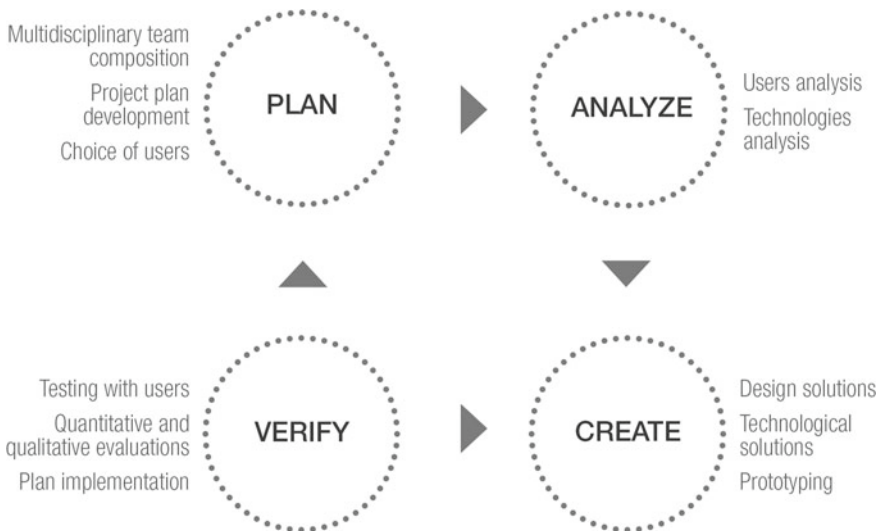 Multidisciplinary team
composition
Project plan
development
Choice of users
PLAN
ANALYZE
Users analysis
Technologies
analysis
Testing with users
Quantitative and
qualitative evaluations
Plan implementation
VERIFY
CREATE
Design solutions
Technological
solutions
Prototyping